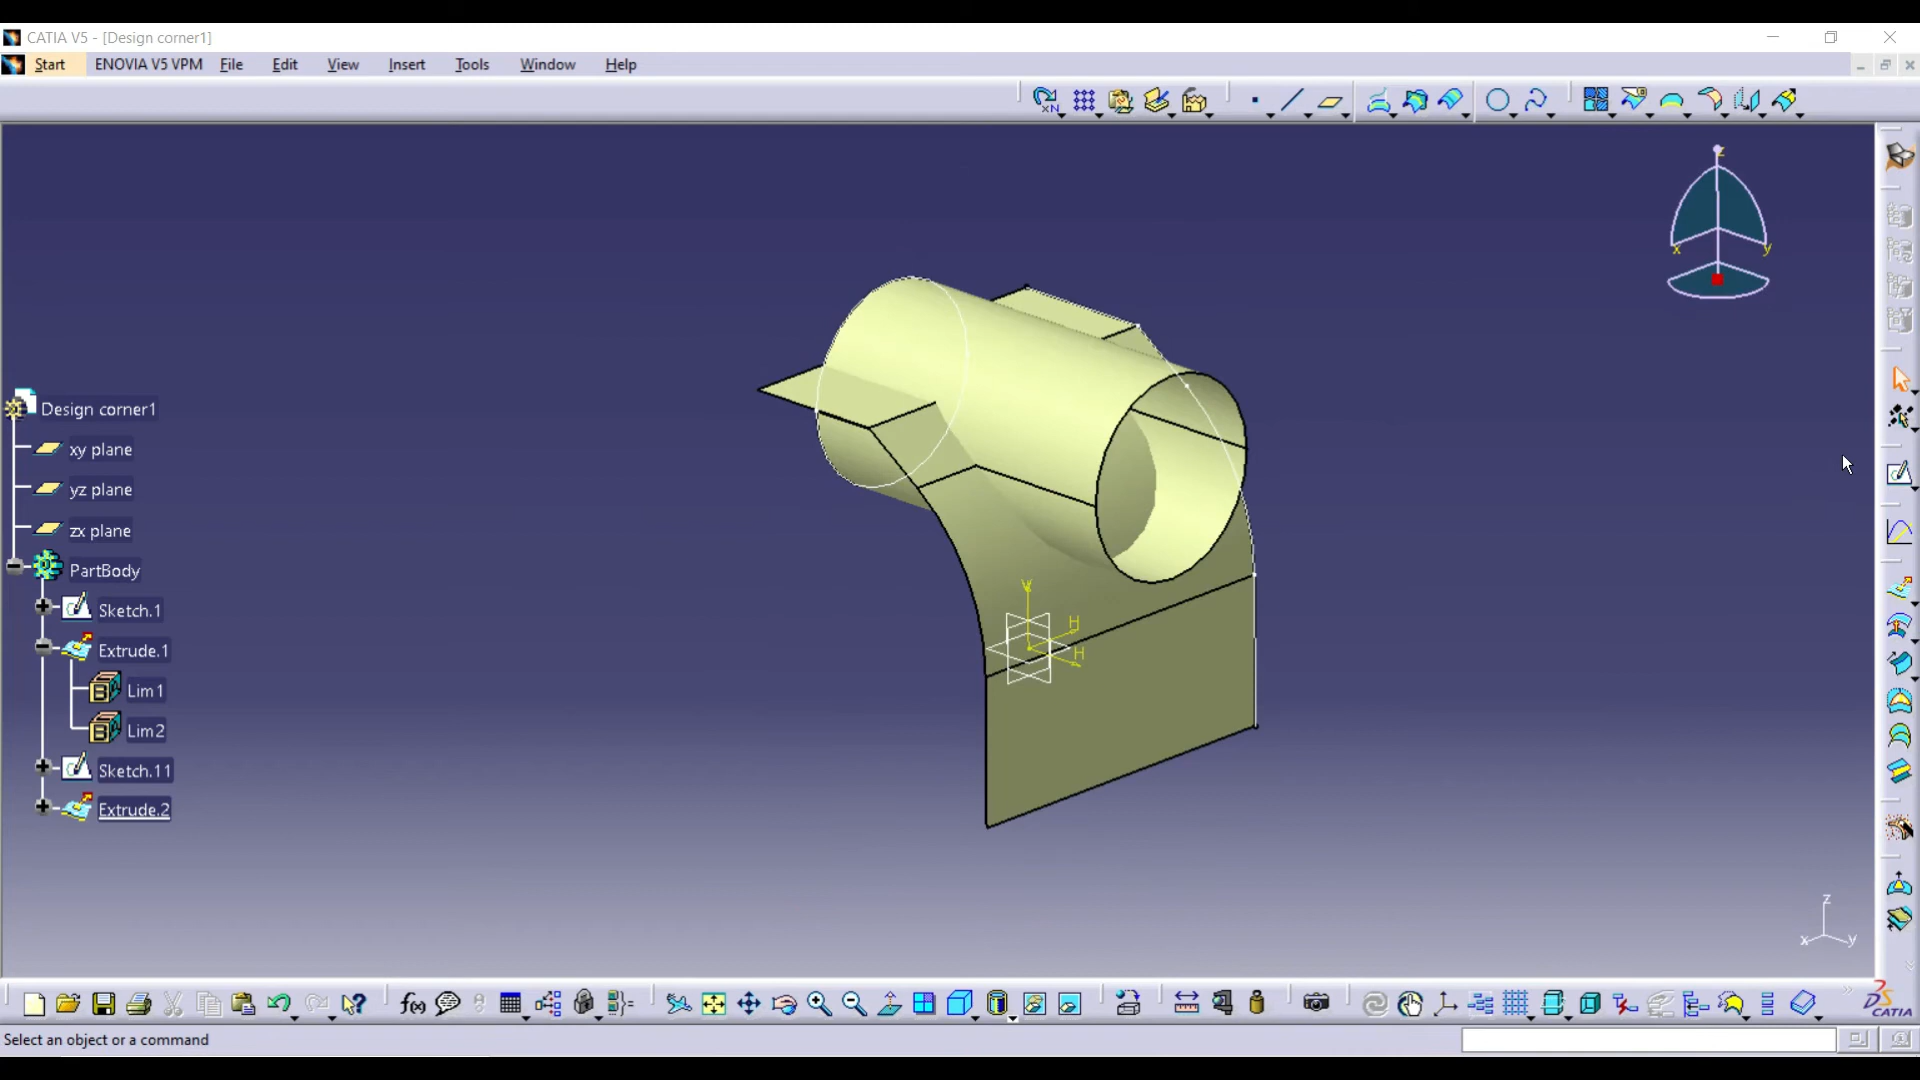 CATIA V5 - [Design corner1]
Start ENOVIA V5 VPM File Edit View Insert Tools Window Help
z
x y
Design corner1
xy plane
yz plane
zx plane
PartBody
Sketch.1
Extrude.1
Lim1
Lim2
Sketch.11
Extrude.2
V
H
H
z
x y
f(x)
DS CATIA
Select an object or a command